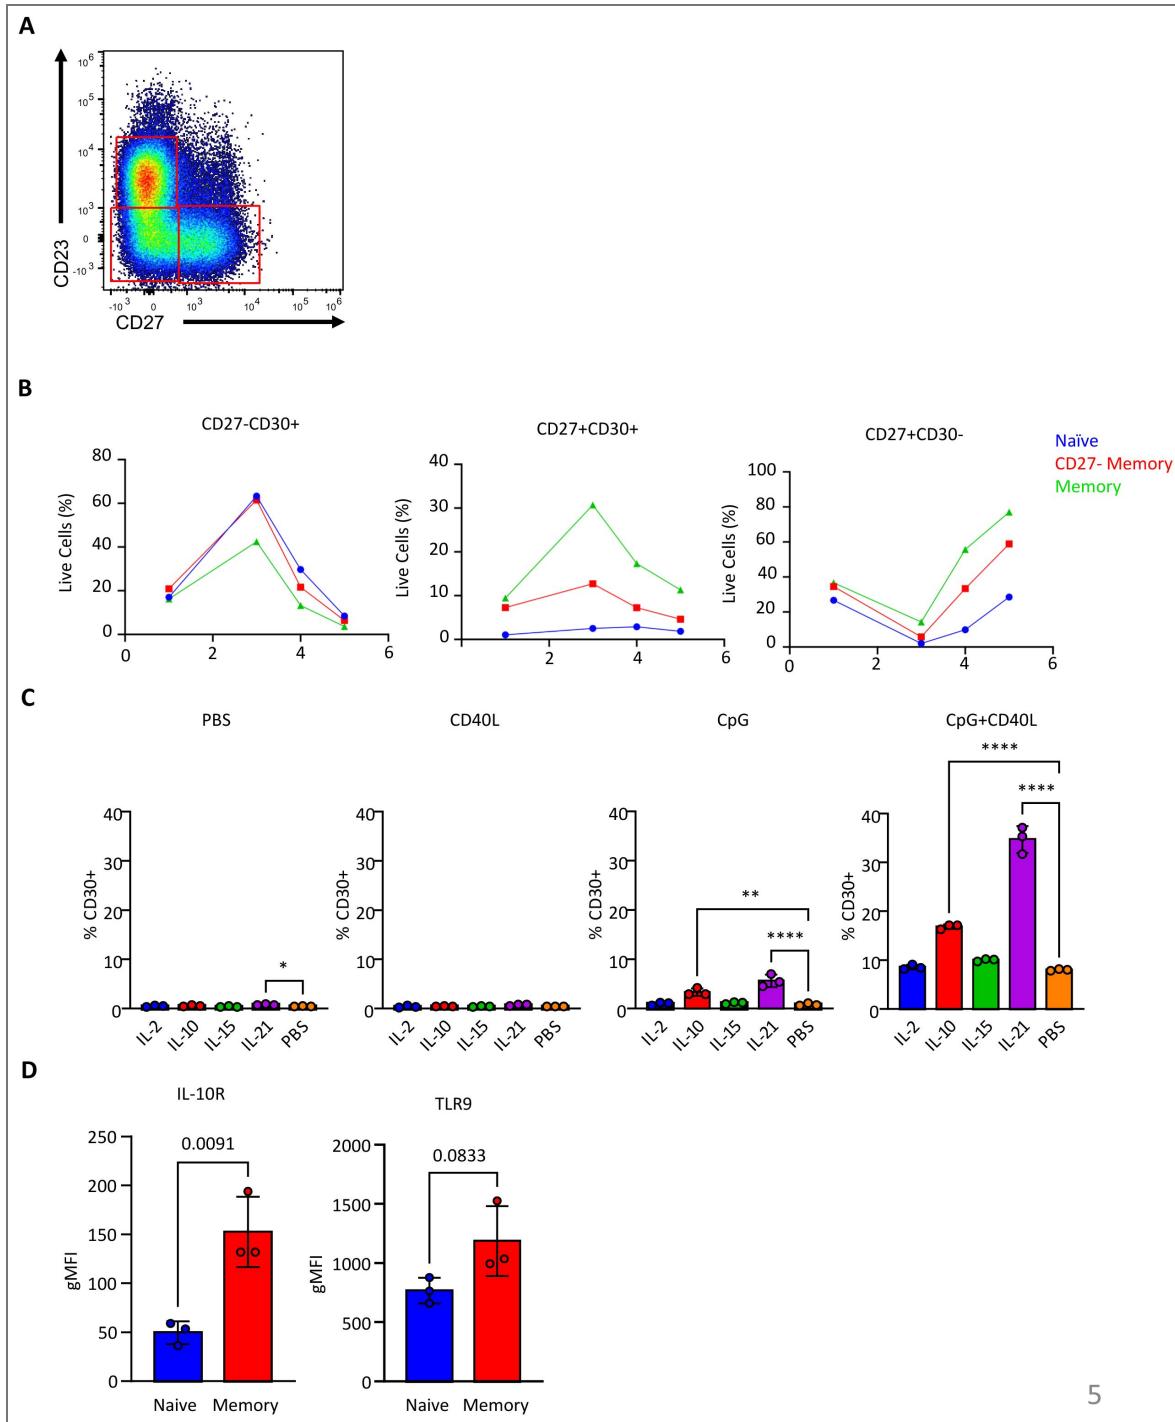 A
CD23
10 6
10 5
10 4
10 3
0
-10 3
-10 3 0 10 3 10 4 10 5 10 6
CD27
B
CD27-CD30+
Live Cells (%)
80
60
40
20
0
0 2 4 6
CD27+CD30+
Live Cells (%)
40
30
20
10
0
2 4 6
CD27+CD30-
Live Cells (%)
100
80
60
40
20
0
0 2 4 6
Naïve
CD27- Memory
Memory
C
PBS
% CD30+
40
30
20
10
0
*
IL-2 IL-10 IL-15 IL-21 PBS
CD40L
% CD30+
40
30
20
10
0
IL-2 IL-10 IL-15 IL-21 PBS
CpG
% CD30+
40
30
20
10
0
**
****
IL-2 IL-10 IL-15 IL-21 PBS
CpG+CD40L
% CD30+
40
30
20
10
0
****
****
IL-2 IL-10 IL-15 IL-21 PBS
D
IL-10R
gMFI
250
200
150
100
50
0
0.0091
Naive Memory
TLR9
gMFI
2000
1500
1000
500
0
0.0833
Naive Memory
5